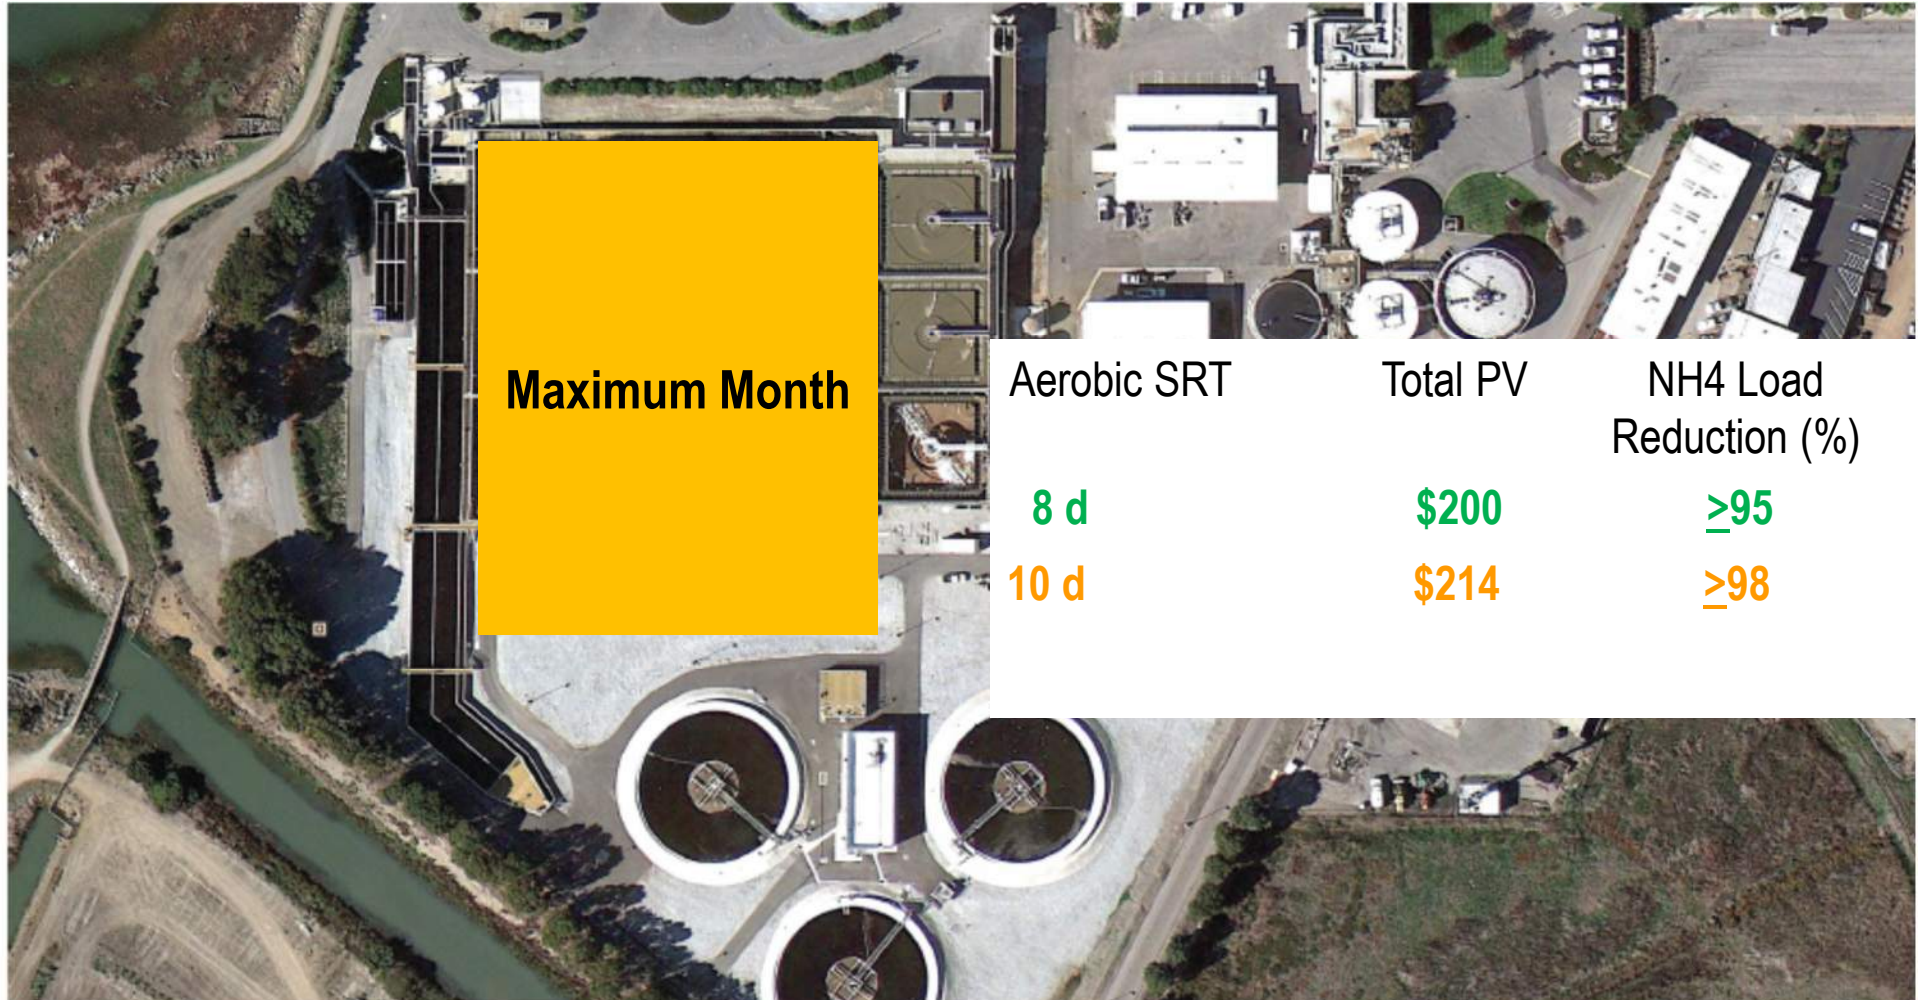 Maximum Month
Aerobic SRT Total PV NH4 Load
Reduction (%)
8 d $200 ≥95
10 d $214 ≥98